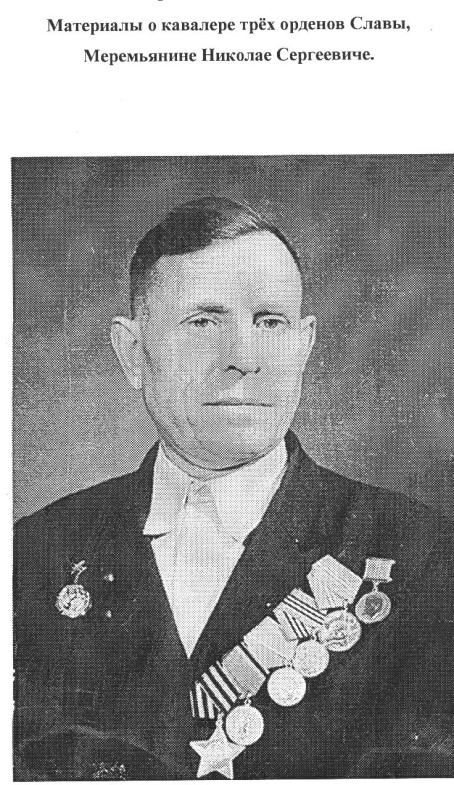 Материалы о кавалере трёх орденов Славы,
Меремьянине Николае Сергеевиче.